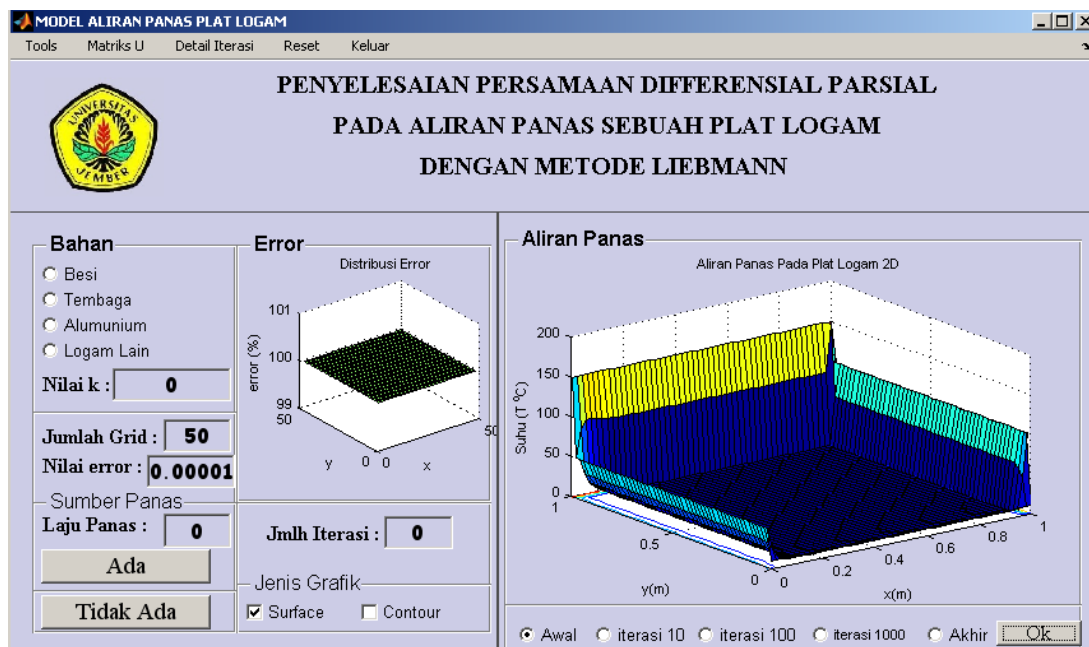 MODEL ALIRAN PANAS PLAT LOGAM
Tools Matriks U Detail Iterasi Reset Keluar
UNIVERSITAS
JEMBER
PENYELESAIAN PERSAMAAN DIFFERENSIAL PARSIAL
PADA ALIRAN PANAS SEBUAH PLAT LOGAM
DENGAN METODE LIEBMANN
Bahan
Besi
Tembaga
Alumunium
Logam Lain
Nilai k : 0
Jumlah Grid : 50
Nilai error : 0.00001
Sumber Panas
Laju Panas : 0
Ada
Tidak Ada
Error
Distribusi Error
101
100
99
error (%)
50
y
0 0
x
50
Jmlh Iterasi : 0
Jenis Grafik
Surface Contour
Aliran Panas
Aliran Panas Pada Plat Logam 2D
200
150
100
50
0
Suhu (T °C)
1
0.5
0
y(m)
0 0.2 0.4 0.6 0.8 1
x(m)
Awal iterasi 10 iterasi 100 iterasi 1000 Akhir Ok